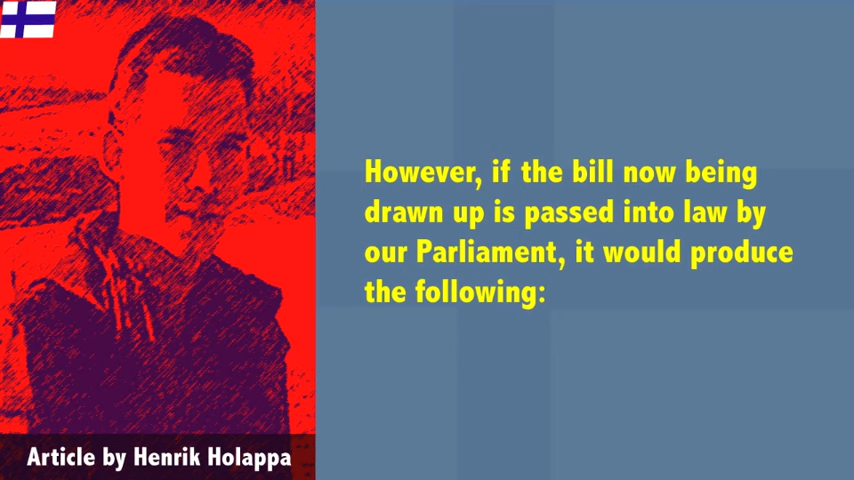 However, if the bill now being
drawn up is passed into law by
our Parliament, it would produce
the following:
Article by Henrik Holappa